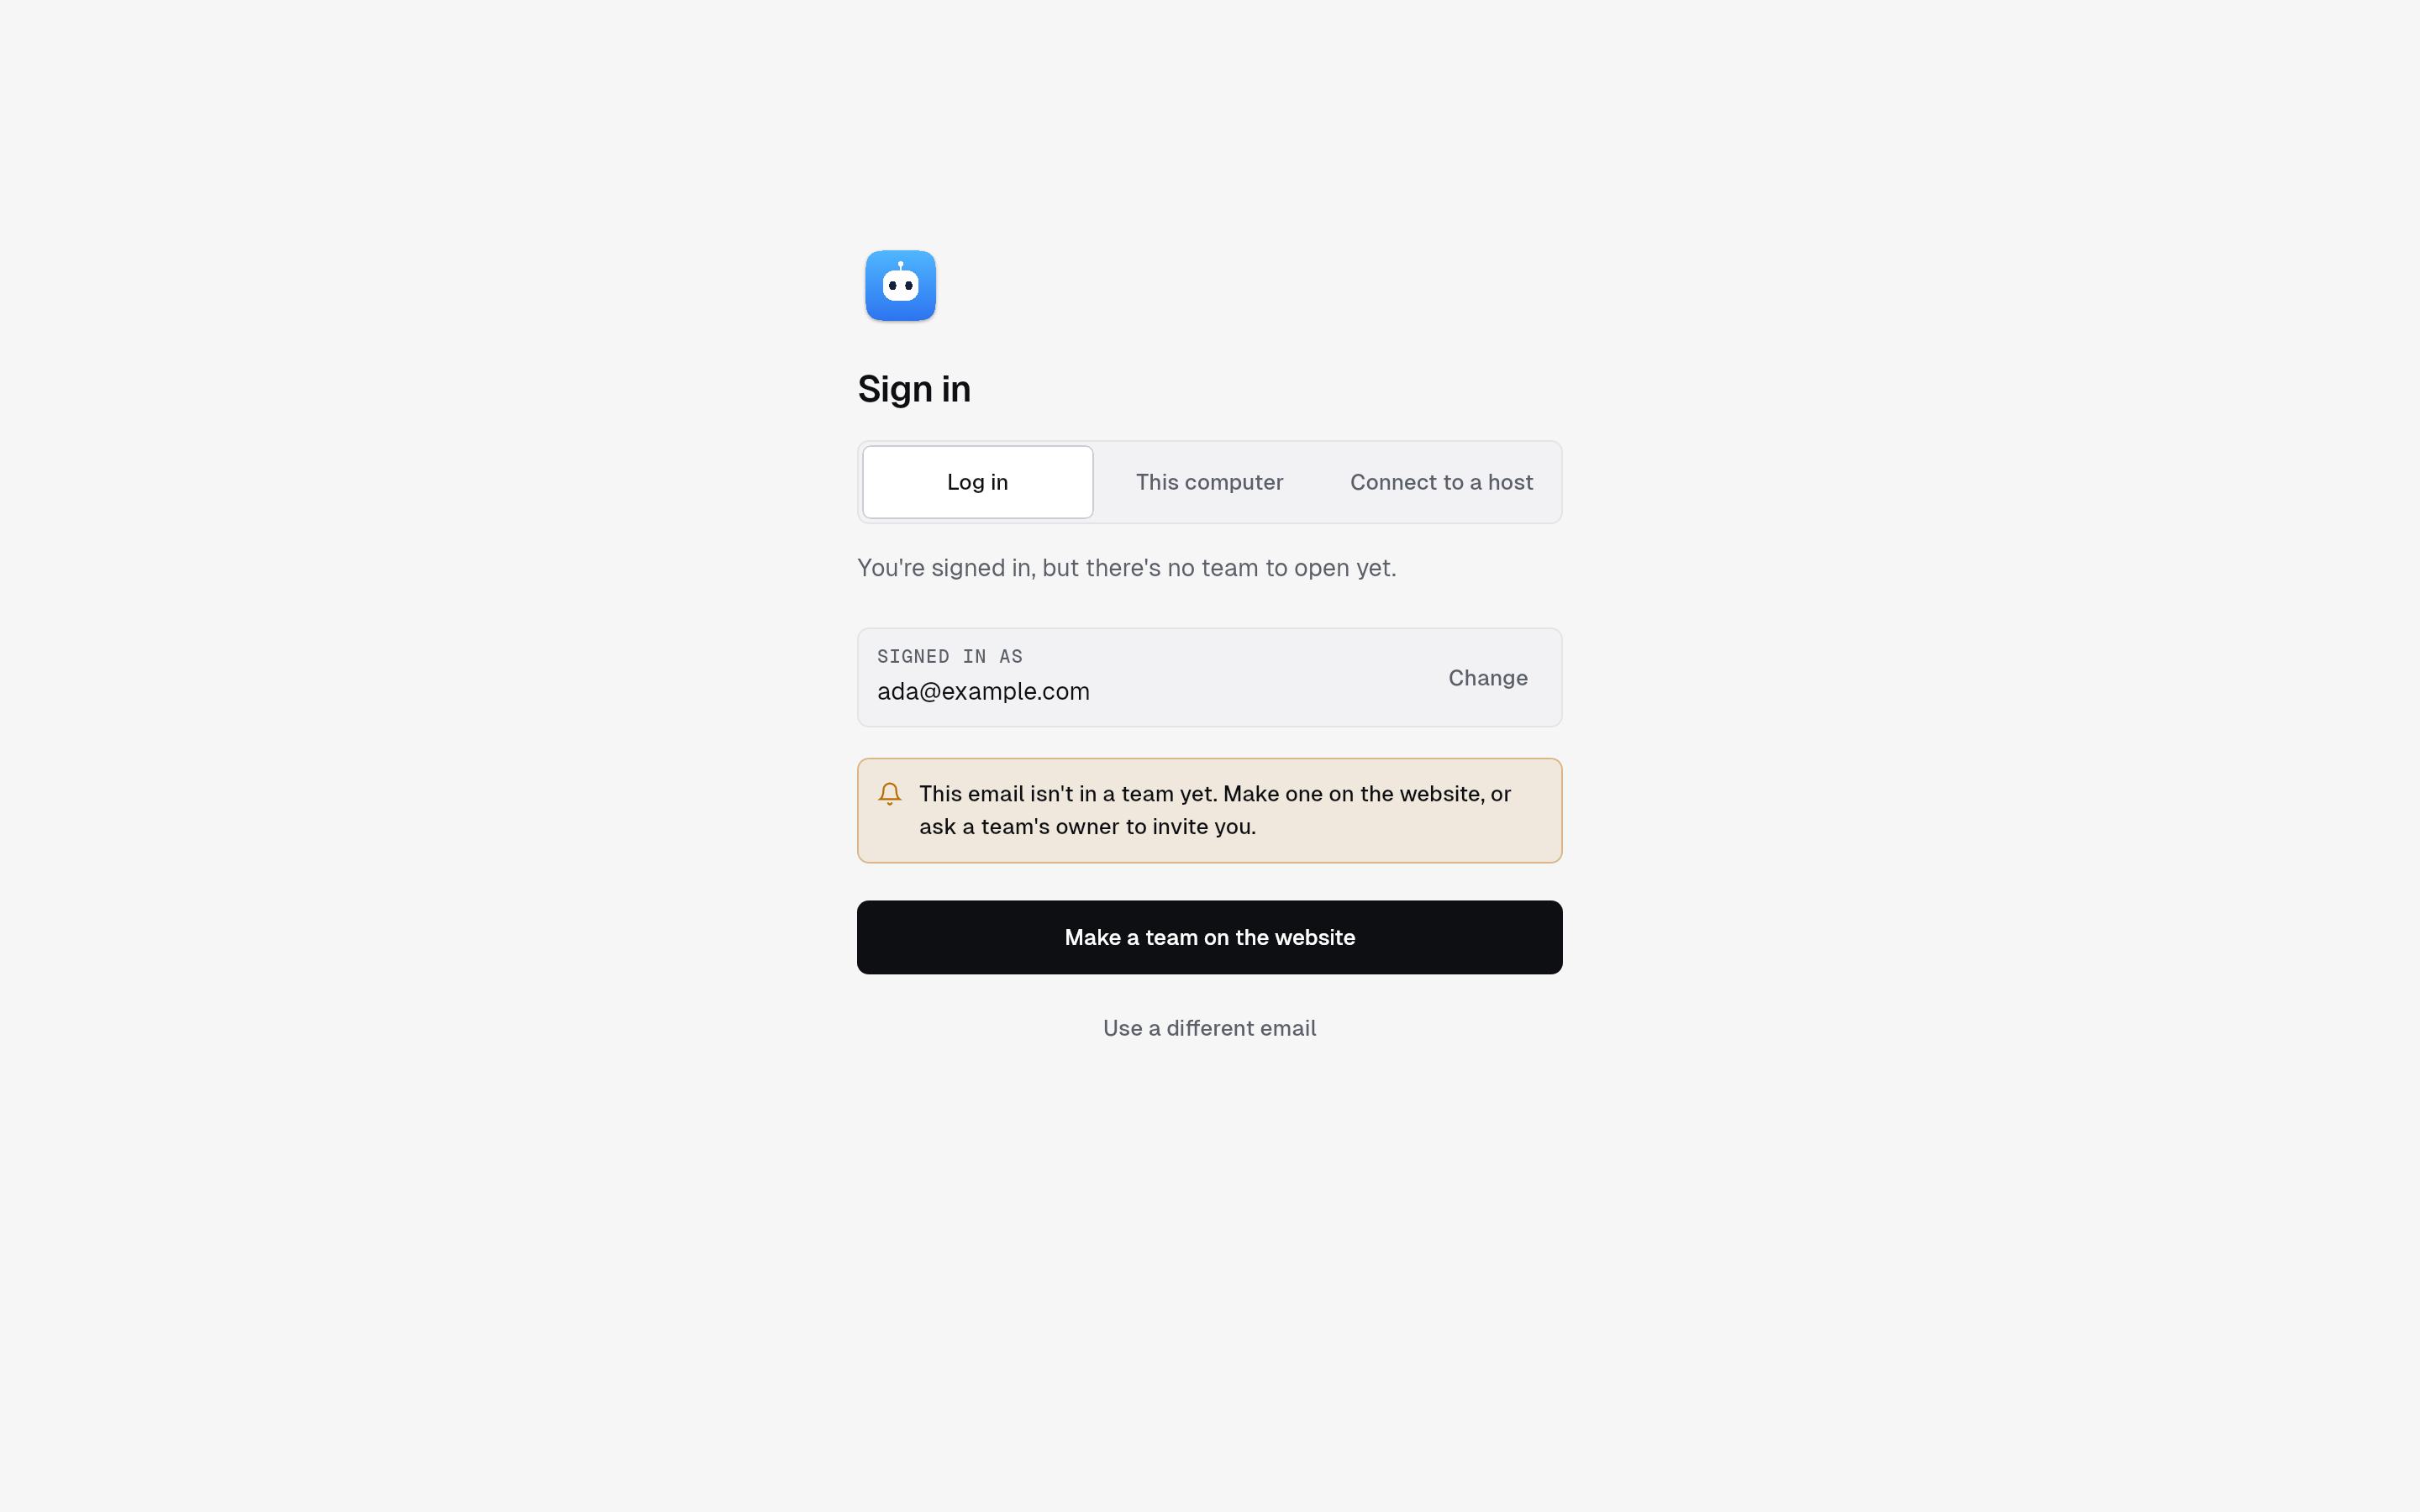 Sign in
Log in
This computer
Connect to a host
You're signed in, but there's no team to open yet.
SIGNED IN AS
ada@example.com
Change
This email isn't in a team yet. Make one on the website, or
ask a team's owner to invite you.
Make a team on the website
Use a different email